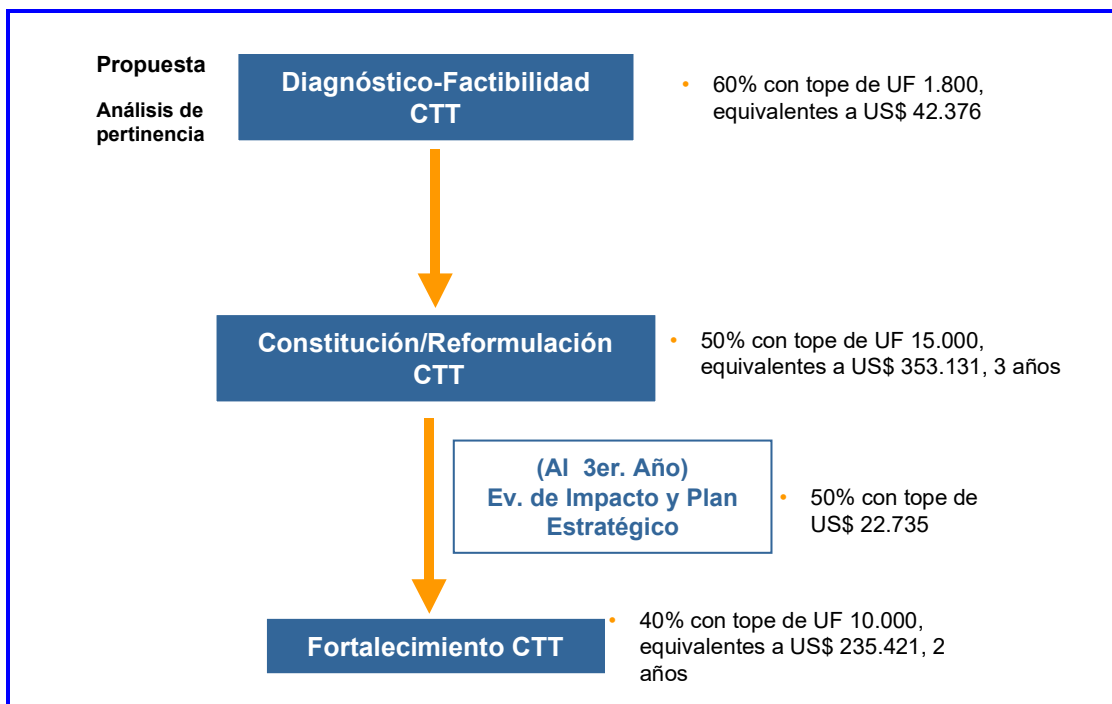 Propuesta
Análisis de
pertinencia
Diagnóstico-Factibilidad
CTT
• 60% con tope de UF 1.800,
equivalentes a US$ 42.376
Constitución/Reformulación
CTT
• 50% con tope de UF 15.000,
equivalentes a US$ 353.131, 3 años
(Al 3er. Año)
Ev. de Impacto y Plan
Estratégico
• 50% con tope de
US$ 22.735
Fortalecimiento CTT
• 40% con tope de UF 10.000,
equivalentes a US$ 235.421, 2
años